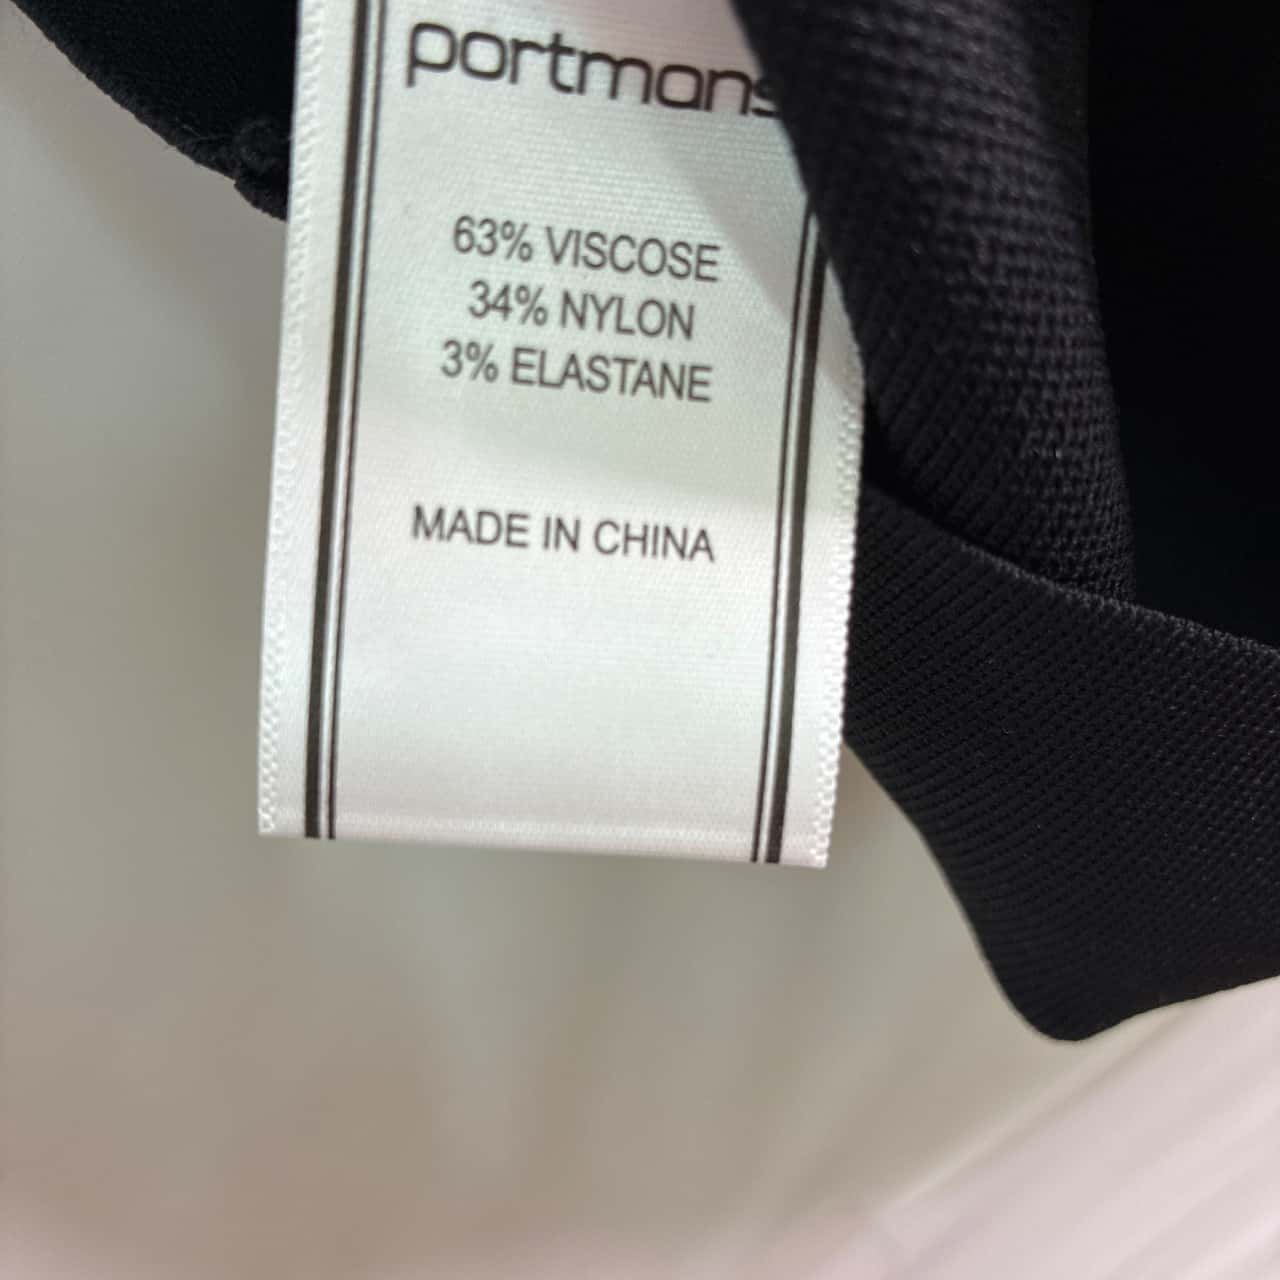 portmans
63% VISCOSE
34% NYLON
3% ELASTANE
MADE IN CHINA